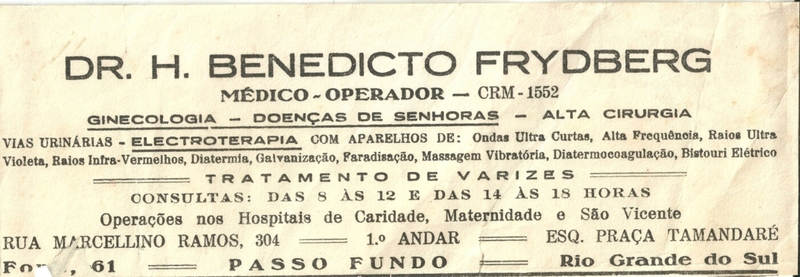 DR. H. BENEDICTO FRYDBERG
MÉDICO-OPERADOR — CRM-1552
GINECOLOGIA — DOENÇAS DE SENHORAS — ALTA CIRURGIA
VIAS URINÁRIAS - ELECTROTERAPIA COM APARELHOS DE: Ondas Ultra Curtas, Alta Frequência, Raios Ultra
Violeta, Raios Infra-Vermelhos, Diatermia, Galvanização, Faradisação, Massagem Vibratória, Diatermocoagulação, Bistouri Elétrico
TRATAMENTO DE VARIZES
CONSULTAS: DAS 8 ÀS 12 E DAS 14 ÀS 18 HORAS
Operações nos Hospitais de Caridade, Maternidade e São Vicente
RUA MARCELLINO RAMOS, 304 — 1.º ANDAR — ESQ. PRAÇA TAMANDARÉ
61 — PASSO FUNDO — Rio Grande do Sul